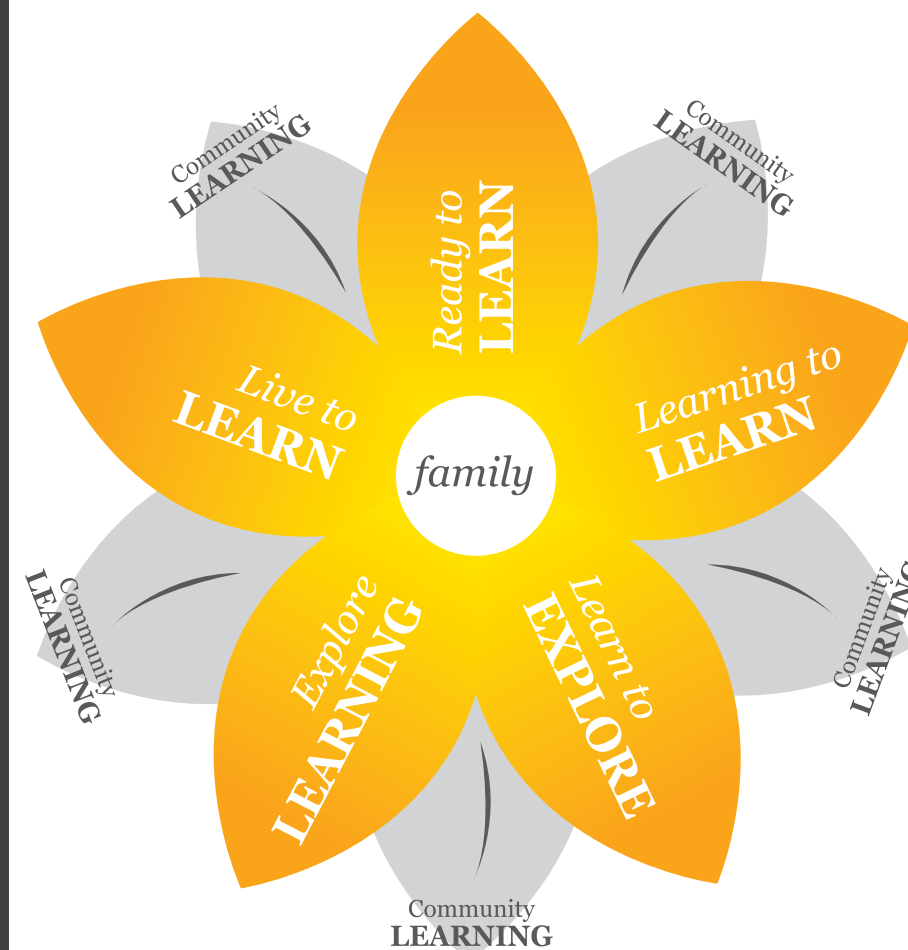 Community
LEARNING
Community
LEARNING
Ready to
LEARN
Live to
LEARN
Learning to
LEARN
family
Community
LEARNING
Explore
LEARNING
Learn to
EXPLORE
Community
LEARNING
Community
LEARNING